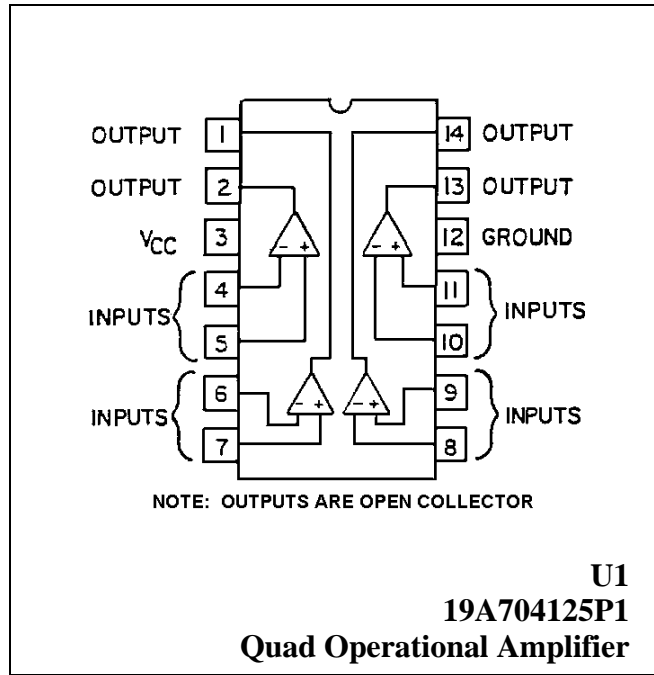 OUTPUT 1 14 OUTPUT
OUTPUT 2 13 OUTPUT
VCC 3 12 GROUND
- + - +
4 11
INPUTS INPUTS
5 10
6 9
- + - +
INPUTS INPUTS
7 8
NOTE: OUTPUTS ARE OPEN COLLECTOR
U1
19A704125P1
Quad Operational Amplifier